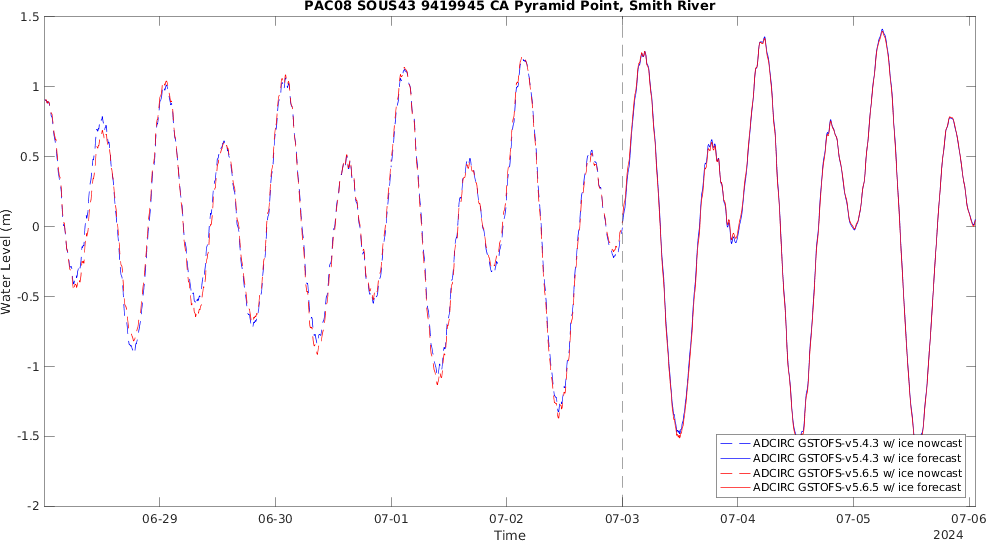 PAC08 SOUS43 9419945 CA Pyramid Point, Smith River
1.5
1
0.5
0
-0.5
-1
-1.5
-2
Water Level (m)
ADCIRC GSTOFS-v5.4.3 w/ ice nowcast
ADCIRC GSTOFS-v5.4.3 w/ ice forecast
ADCIRC GSTOFS-v5.6.5 w/ ice nowcast
ADCIRC GSTOFS-v5.6.5 w/ ice forecast
06-29 06-30 07-01 07-02 07-03 07-04 07-05 07-06
Time
2024